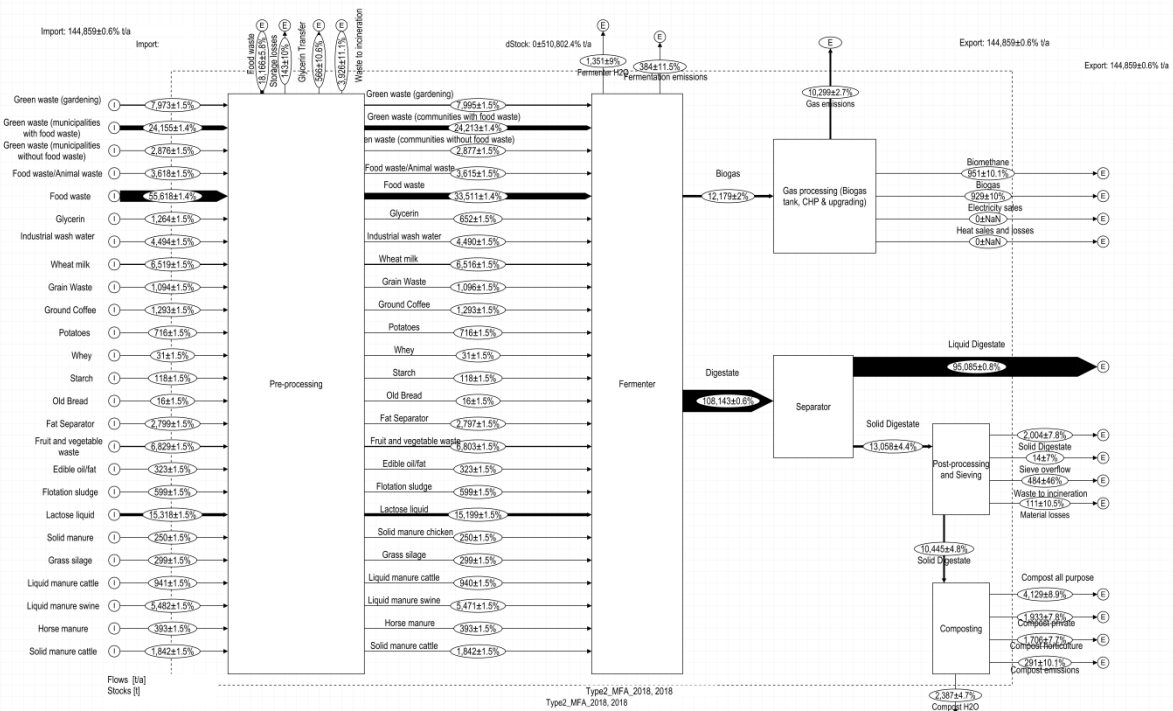 Import: 144,859±0.6% t/a
Import:
Food waste
18,166±5.8%
Storage losses
143±10%
Glycerin Transfer
566±10.6%
3,926±11.1%
Waste to incineration
E
E
E
E
dStock: 0±510,802.4% t/a
E
1,351±9%
Fermenter H2O
E
384±11.5%
Fermentation emissions
E
10,299±2.7%
Gas emissions
Export: 144,859±0.6% t/a
Export: 144,859±0.6% t/a
Green waste (gardening)
I
7,973±1.5%
Green waste (municipalities
with food waste)
I
24,155±1.4%
Green waste (municipalities
without food waste)
I
2,876±1.5%
Food waste/Animal waste
I
3,618±1.5%
Food waste
I
55,618±1.4%
Glycerin
I
1,264±1.5%
Industrial wash water
I
4,494±1.5%
Wheat milk
I
6,519±1.5%
Grain Waste
I
1,094±1.5%
Ground Coffee
I
1,293±1.5%
Potatoes
I
716±1.5%
Whey
I
31±1.5%
Starch
I
118±1.5%
Old Bread
I
16±1.5%
Fat Separator
I
2,799±1.5%
Fruit and vegetable
waste
I
6,829±1.5%
Edible oil/fat
I
323±1.5%
Flotation sludge
I
599±1.5%
Lactose liquid
I
15,318±1.5%
Solid manure
I
250±1.5%
Grass silage
I
299±1.5%
Liquid manure cattle
I
941±1.5%
Liquid manure swine
I
5,482±1.5%
Horse manure
I
393±1.5%
Solid manure cattle
I
1,842±1.5%
Flows [t/a]
Stocks [t]
Pre-processing
Green waste (gardening)
7,995±1.5%
Green waste (communities with food waste)
24,213±1.4%
en waste (communities without food waste)
2,877±1.5%
Food waste/Animal waste
3,615±1.5%
Food waste
33,511±1.4%
Glycerin
652±1.5%
Industrial wash water
4,490±1.5%
Wheat milk
6,516±1.5%
Grain Waste
1,096±1.5%
Ground Coffee
1,293±1.5%
Potatoes
716±1.5%
Whey
31±1.5%
Starch
118±1.5%
Old Bread
16±1.5%
Fat Separator
2,797±1.5%
Fruit and vegetable waste
6,803±1.5%
Edible oil/fat
323±1.5%
Flotation sludge
599±1.5%
Lactose liquid
15,199±1.5%
Solid manure chicken
250±1.5%
Grass silage
299±1.5%
Liquid manure cattle
940±1.5%
Liquid manure swine
5,471±1.5%
Horse manure
393±1.5%
Solid manure cattle
1,842±1.5%
Fermenter
Biogas
12,179±2%
Gas processing (Biogas
tank, CHP & upgrading)
Biomethane
951±10.1%
E
Biogas
929±10%
E
Electricity sales
0±NaN
E
Heat sales and losses
0±NaN
E
Digestate
108,143±0.6%
Separator
Liquid Digestate
95,085±0.8%
E
Solid Digestate
13,058±4.4%
Post-processing
and Sieving
2,004±7.8%
E
Solid Digestate
14±7%
E
Sieve overflow
484±46%
E
Waste to incineration
111±10.5%
E
Material losses
10,445±4.8%
Solid Digestate
Composting
Compost all purpose
4,129±8.9%
E
1,933±7.8%
E
Compost private
1,706±7.7%
E
Compost horticulture
291±10.1%
E
Compost emissions
2,387±4.7%
Compost H2O
Type2_MFA_2018, 2018
Type2_MFA_2018, 2018